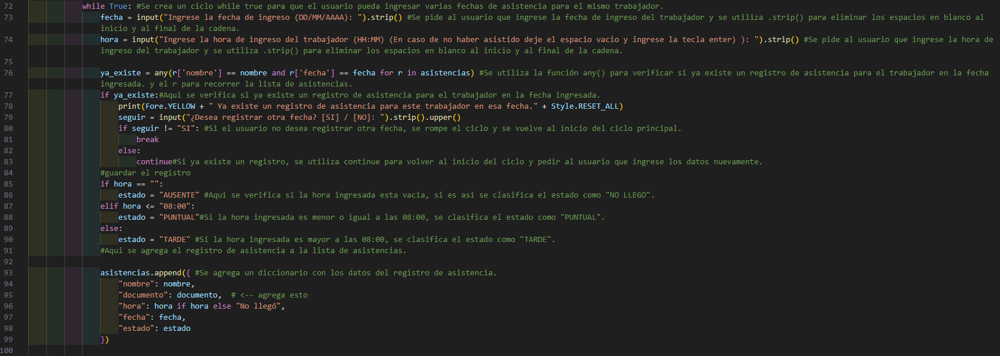 72 while True: #Se crea un ciclo while true para que el usuario pueda ingresar varias fechas de asistencia para el mismo trabajador.
73 fecha = input("Ingrese la fecha de ingreso (DD/MM/AAAA): ").strip() #Se pide al usuario que ingrese la fecha de ingreso del trabajador y se utiliza .strip() para eliminar los espacios en blanco al
inicio y al final de la cadena.
74 hora = input("Ingrese la hora de ingreso del trabajador (HH:MM) (En caso de no haber asistido deje el espacio vacio y ingrese la tecla enter) ): ").strip() #Se pide al usuario que ingrese la hora de
ingreso del trabajador y se utiliza .strip() para eliminar los espacios en blanco al inicio y al final de la cadena.
75
76 ya_existe = any(r['nombre'] == nombre and r['fecha'] == fecha for r in asistencias) #Se utiliza la función any() para verificar si ya existe un registro de asistencia para el trabajador en la fecha
ingresada. y el r para recorrer la lista de asistencias.
77 if ya_existe:#Aqui se verifica si ya existe un registro de asistencia para el trabajador en la fecha ingresada.
78 print(Fore.YELLOW + " Ya existe un registro de asistencia para este trabajador en esa fecha." + Style.RESET_ALL)
79 seguir = input("¿Desea registrar otra fecha? [SI] / [NO]: ").strip().upper()
80 if seguir != "SI": #Si el usuario no desea registrar otra fecha, se rompe el ciclo y se vuelve al inicio del ciclo principal.
81 break
82 else:
83 continue#Si ya existe un registro, se utiliza continue para volver al inicio del ciclo y pedir al usuario que ingrese los datos nuevamente.
84 #guardar el registro
85 if hora == "":
86 estado = "AUSENTE" #Aqui se verifica si la hora ingresada esta vacia, si es asi se clasifica el estado como "NO LLEGO".
87 elif hora <= "08:00":
88 estado = "PUNTUAL"#Si la hora ingresada es menor o igual a las 08:00, se clasifica el estado como "PUNTUAL".
89 else:
90 estado = "TARDE" #Si la hora ingresada es mayor a las 08:00, se clasifica el estado como "TARDE".
91 #Aqui se agrega el registro de asistencia a la lista de asistencias.
92
93 asistencias.append({ #Se agrega un diccionario con los datos del registro de asistencia.
94 "nombre": nombre,
95 "documento": documento, # <-- agrega esto
96 "hora": hora if hora else "No llegó",
97 "fecha": fecha,
98 "estado": estado
99 })
100